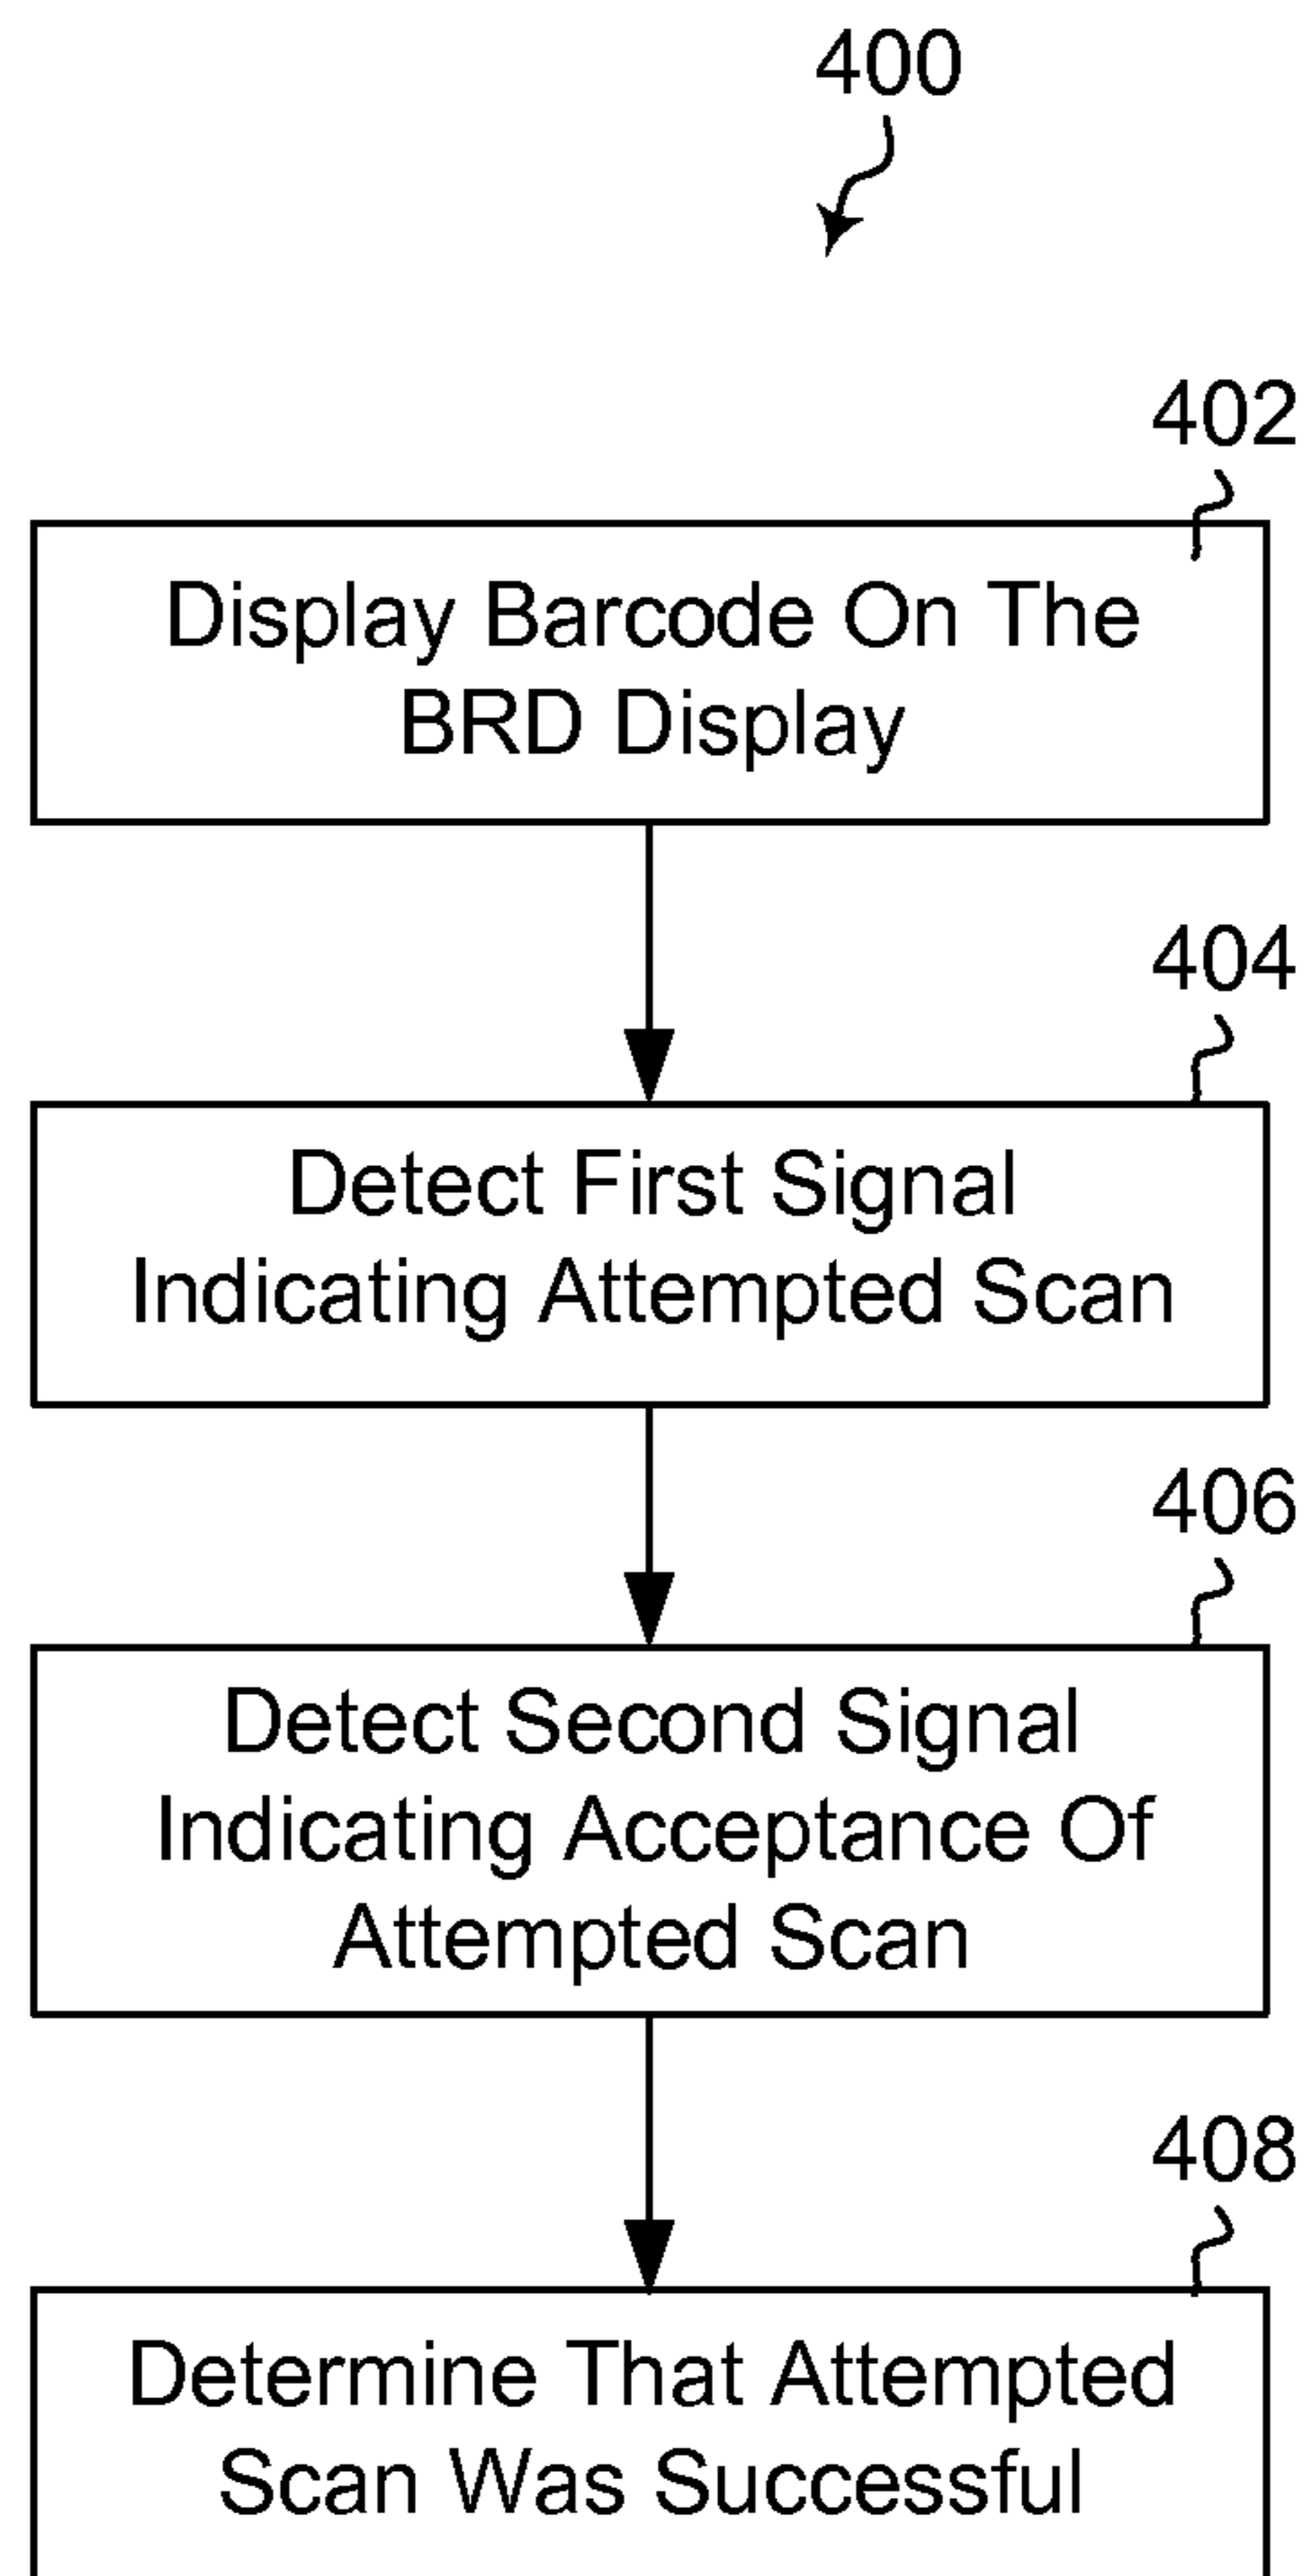 400
402
Display Barcode On The
BRD Display
404
Detect First Signal
Indicating Attempted Scan
406
Detect Second Signal
Indicating Acceptance Of
Attempted Scan
408
Determine That Attempted
Scan Was Successful